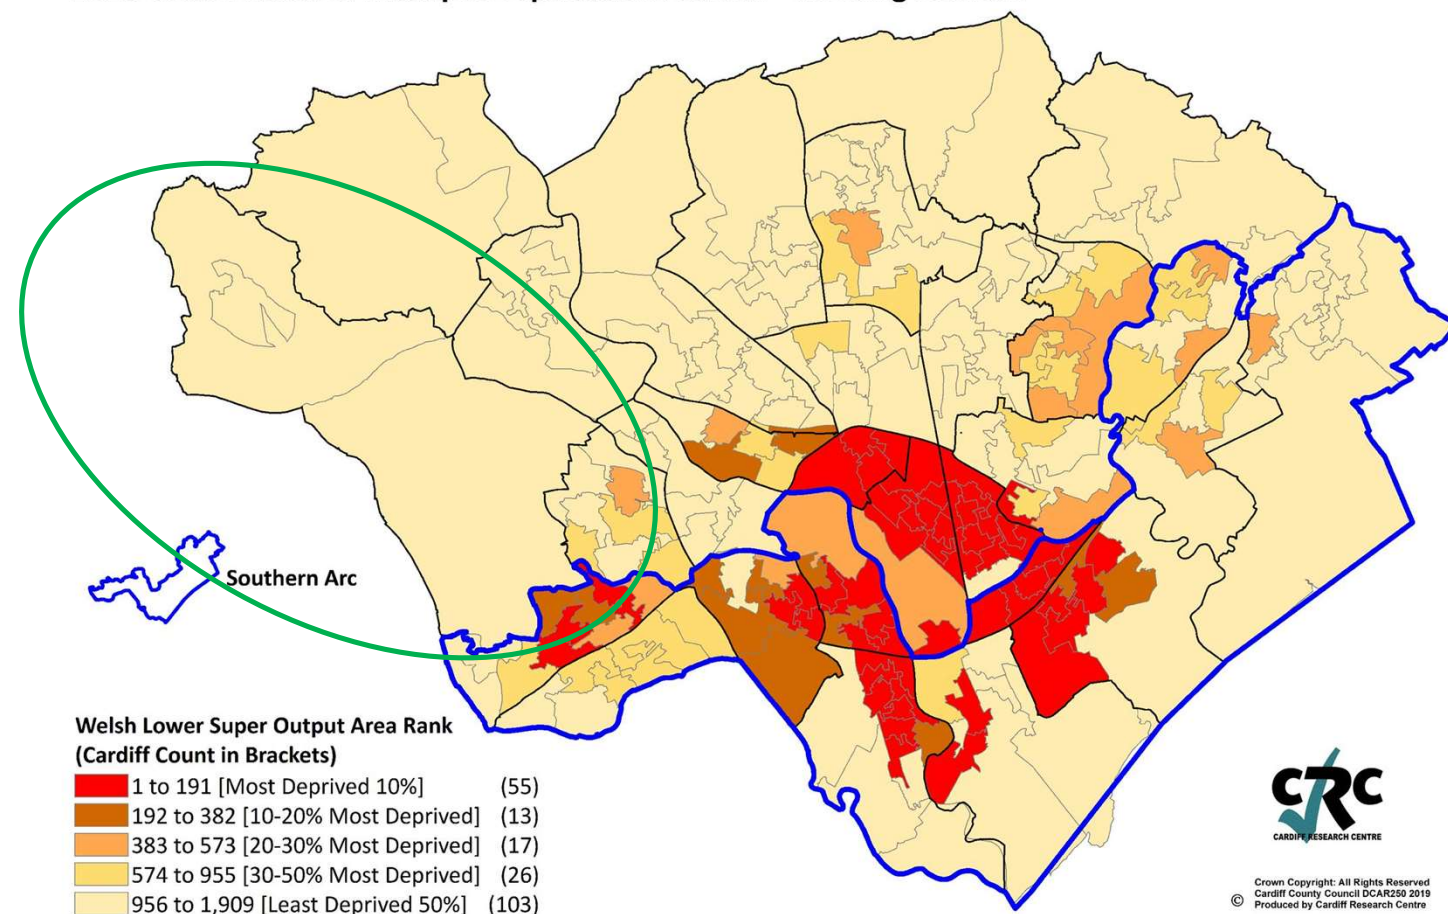 Southern Arc
Welsh Lower Super Output Area Rank
(Cardiff Count in Brackets)
1 to 191 [Most Deprived 10%] (55)
192 to 382 [10-20% Most Deprived] (13)
383 to 573 [20-30% Most Deprived] (17)
574 to 955 [30-50% Most Deprived] (26)
956 to 1,909 [Least Deprived 50%] (103)
CRC
CARDIFF RESEARCH CENTRE
Crown Copyright: All Rights Reserved
Cardiff County Council DCAR250 2019
© Produced by Cardiff Research Centre